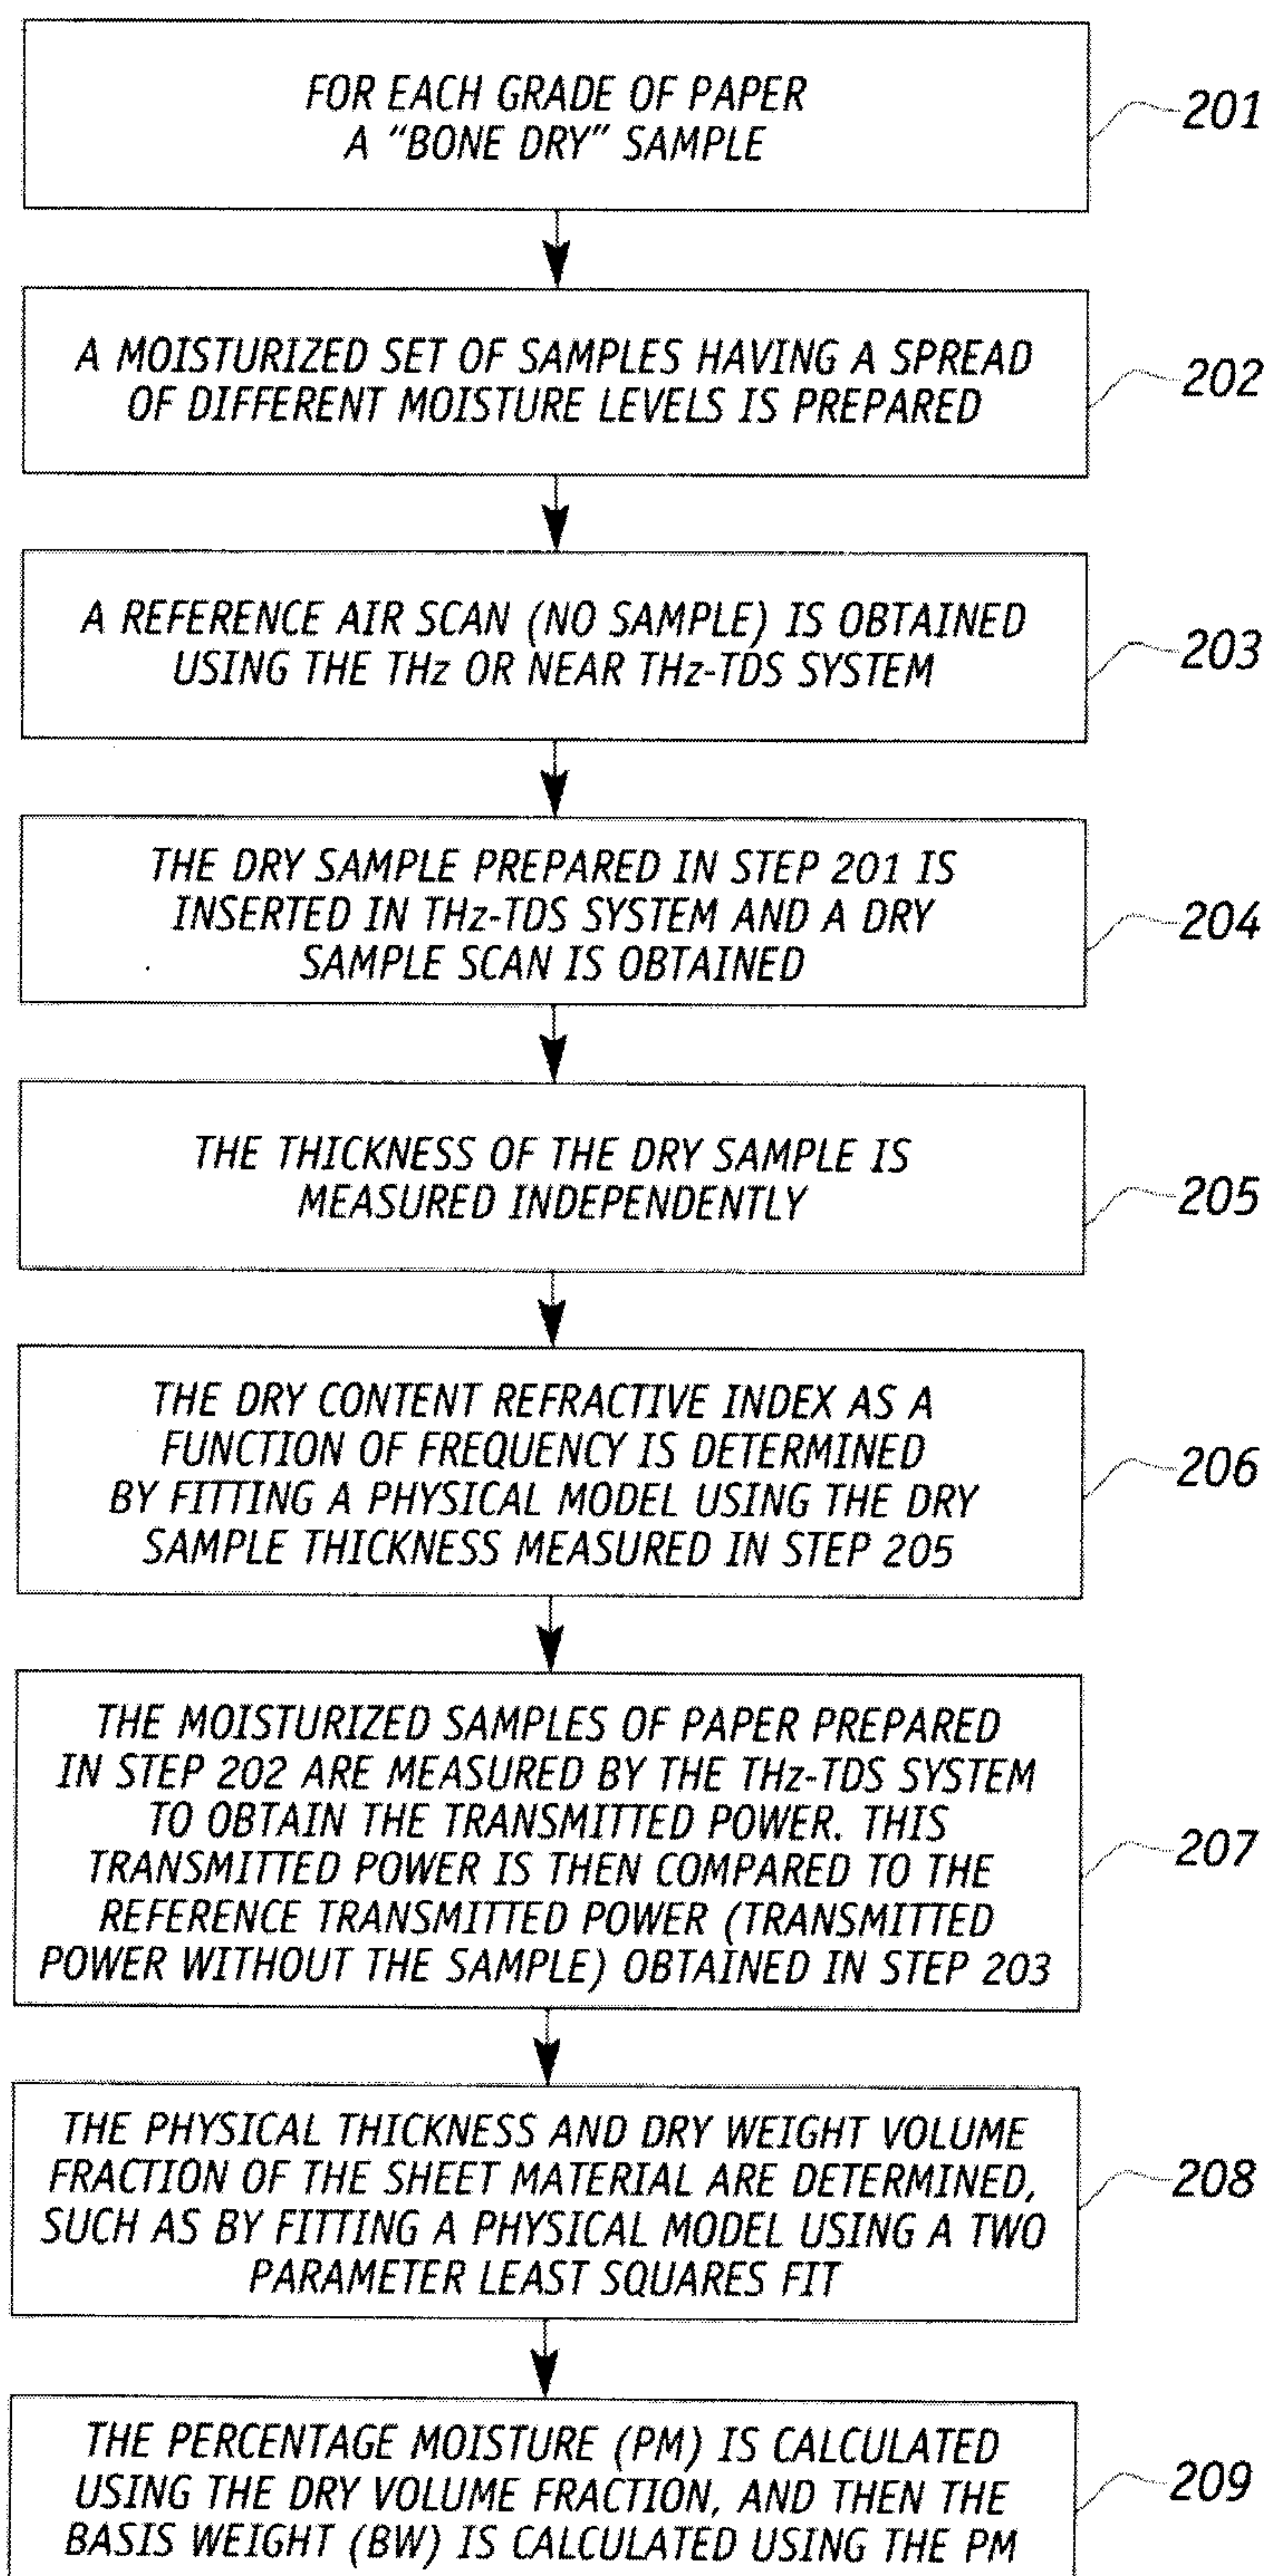 FOR EACH GRADE OF PAPER
A "BONE DRY" SAMPLE
201
A MOISTURIZED SET OF SAMPLES HAVING A SPREAD
OF DIFFERENT MOISTURE LEVELS IS PREPARED
202
A REFERENCE AIR SCAN (NO SAMPLE) IS OBTAINED
USING THE THz OR NEAR THz-TDS SYSTEM
203
THE DRY SAMPLE PREPARED IN STEP 201 IS
INSERTED IN THz-TDS SYSTEM AND A DRY
SAMPLE SCAN IS OBTAINED
204
THE THICKNESS OF THE DRY SAMPLE IS
MEASURED INDEPENDENTLY
205
THE DRY CONTENT REFRACTIVE INDEX AS A
FUNCTION OF FREQUENCY IS DETERMINED
BY FITTING A PHYSICAL MODEL USING THE DRY
SAMPLE THICKNESS MEASURED IN STEP 205
206
THE MOISTURIZED SAMPLES OF PAPER PREPARED
IN STEP 202 ARE MEASURED BY THE THz-TDS SYSTEM
TO OBTAIN THE TRANSMITTED POWER. THIS
TRANSMITTED POWER IS THEN COMPARED TO THE
REFERENCE TRANSMITTED POWER (TRANSMITTED
POWER WITHOUT THE SAMPLE) OBTAINED IN STEP 203
207
THE PHYSICAL THICKNESS AND DRY WEIGHT VOLUME
FRACTION OF THE SHEET MATERIAL ARE DETERMINED,
SUCH AS BY FITTING A PHYSICAL MODEL USING A TWO
PARAMETER LEAST SQUARES FIT
208
THE PERCENTAGE MOISTURE (PM) IS CALCULATED
USING THE DRY VOLUME FRACTION, AND THEN THE
BASIS WEIGHT (BW) IS CALCULATED USING THE PM
209